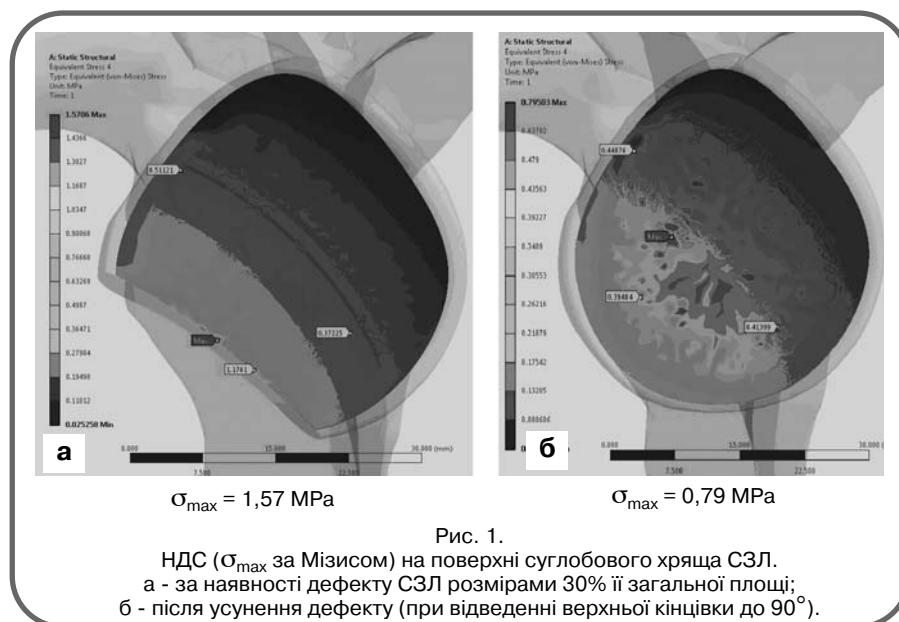 A: Static Structural
Equivalent Stress 4
Type: Equivalent (von-Mises) Stress
Unit: MPa
Time: 1
1.5706 Max
1.4366
1.3027
1.1687
1.0347
0.90068
0.76668
0.63269
0.4987
0.36471
0.19498
0.11012
0.025258 Min
0.51121
0.37225
Max
1.1761
0.000
15.000
30.000 (mm)
7.500
22.500
а
A: Static Structural
Equivalent Stress 4
Type: Equivalent (von-Mises) Stress
Unit: MPa
Time: 1
0.79503 Max
0.63702
0.479
0.43563
0.39227
0.3489
0.30553
0.26216
0.21879
0.17542
0.13205
0.44876
Max
0.39484
0.41399
0.000
15.000
7.500
22.500
б
σmax = 1,57 MPa
σmax = 0,79 MPa
Рис. 1.
НДС (σmax за Мізисом) на поверхні суглобового хряща СЗЛ.
а - за наявності дефекту СЗЛ розмірами 30% її загальної площі;
б - після усунення дефекту (при відведенні верхньої кінцівки до 90°).